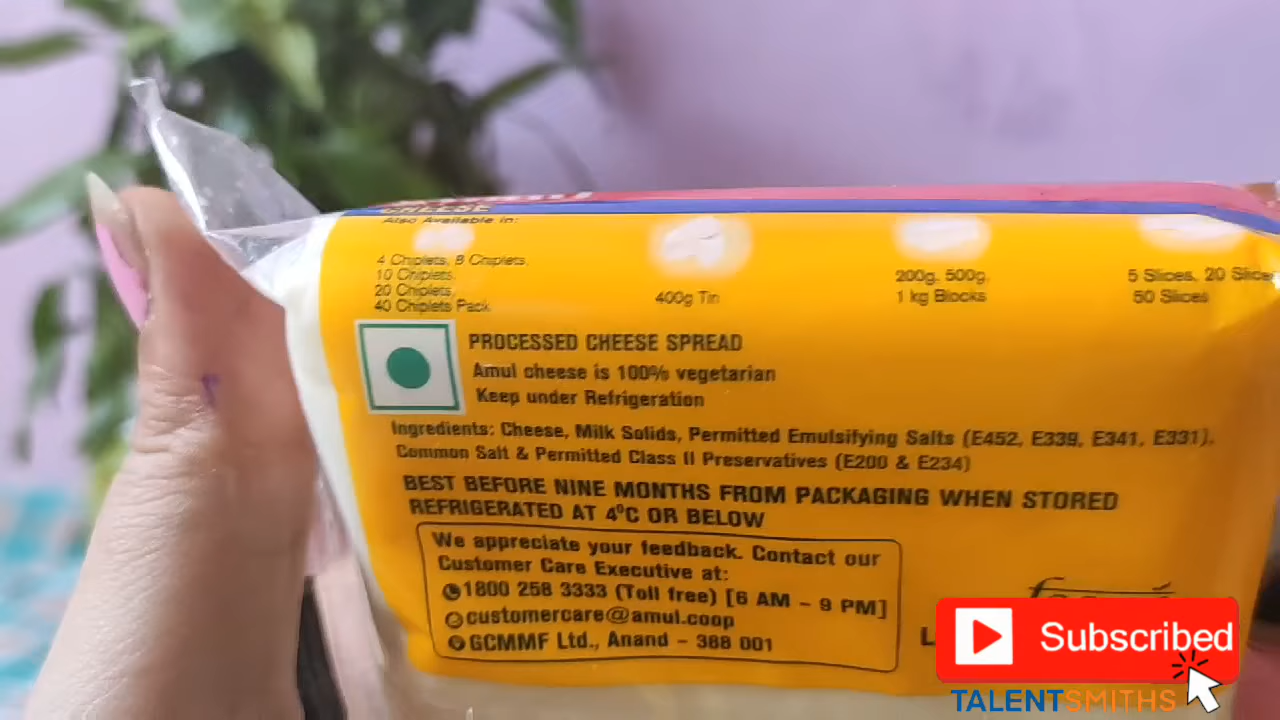 Also Available in:
4 Chiplets, 8 Chiplets,
10 Chiplets,
20 Chiplets,
40 Chiplets Pack
400g Tin
200g, 500g,
1 kg Blocks
5 Slices, 20 Slice
50 Slices
PROCESSED CHEESE SPREAD
Amul cheese is 100% vegetarian
Keep under Refrigeration
Ingredients: Cheese, Milk Solids, Permitted Emulsifying Salts (E452, E339, E341, E331),
Common Salt & Permitted Class II Preservatives (E200 & E234)
BEST BEFORE NINE MONTHS FROM PACKAGING WHEN STORED
REFRIGERATED AT 4⁰C OR BELOW
We appreciate your feedback. Contact our
Customer Care Executive at:
1800 258 3333 (Toll free) [6 AM - 9 PM]
customercare@amul.coop
GCMMF Ltd., Anand - 388 001
Subscribed
TALENTSMITHS